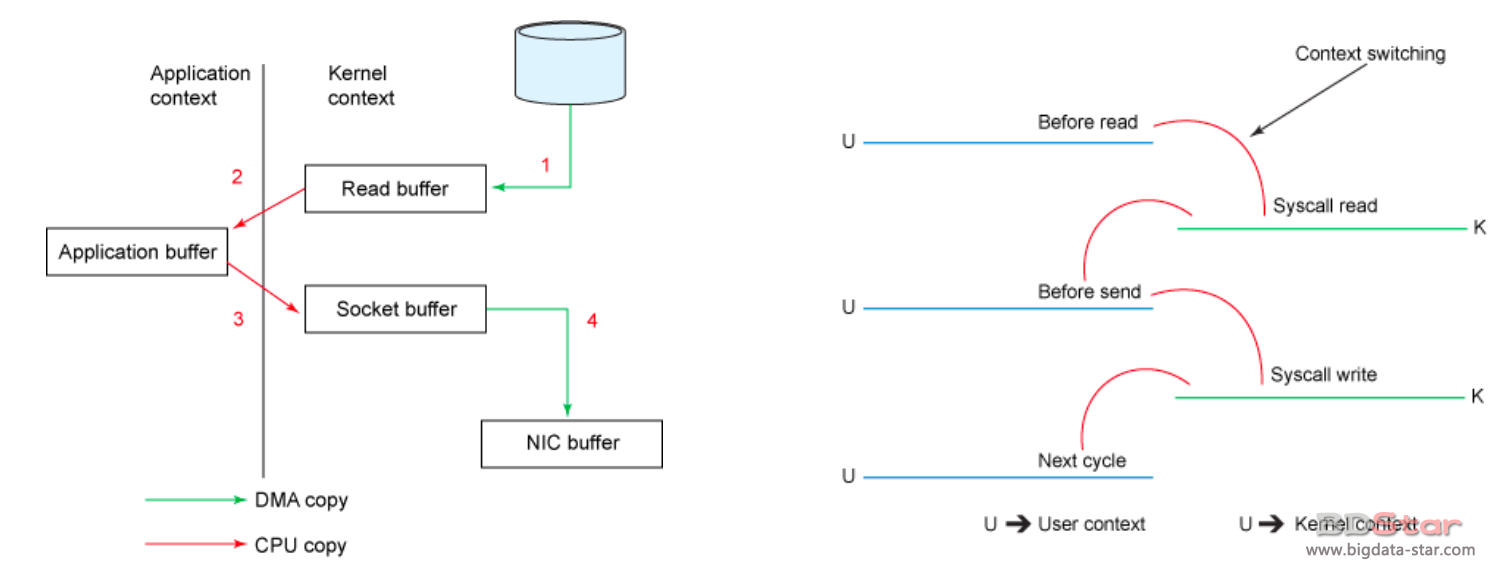 Application
context
Kernel
context
1
2
Read buffer
Application buffer
Socket buffer
3
4
NIC buffer
DMA copy
CPU copy
Context switching
Before read
U
Syscall read
K
Before send
U
Syscall write
K
Next cycle
U
U → User context
U → Kernel context
BDStar
www.bigdata-star.com